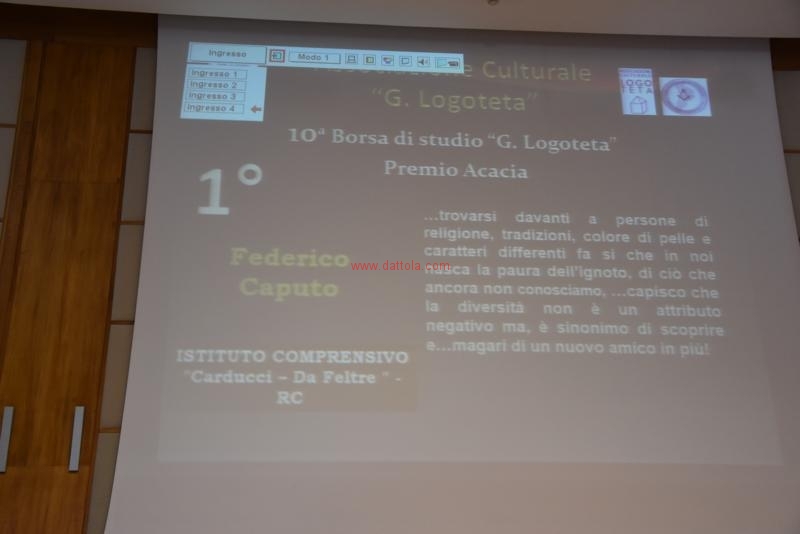 Ingresso
Modo 1
Ingresso 1
Ingresso 2
Ingresso 3
Ingresso 4
Culturale
"G. Logoteta"
LOGO
TETA
10ª Borsa di studio "G. Logoteta"
Premio Acacia
1°
Federico
Caputo
ISTITUTO COMPRENSIVO
"Carducci – Da Feltre " -
RC
...trovarsi davanti a persone di
religione, tradizioni, colore di pelle e
caratteri differenti fa si che in noi
nasca la paura dell'ignoto, di ciò che
ancora non conosciamo, ...capisco che
la diversità non è un attributo
negativo ma, è sinonimo di scoprire
e...magari di un nuovo amico in più!
www.dattola.com